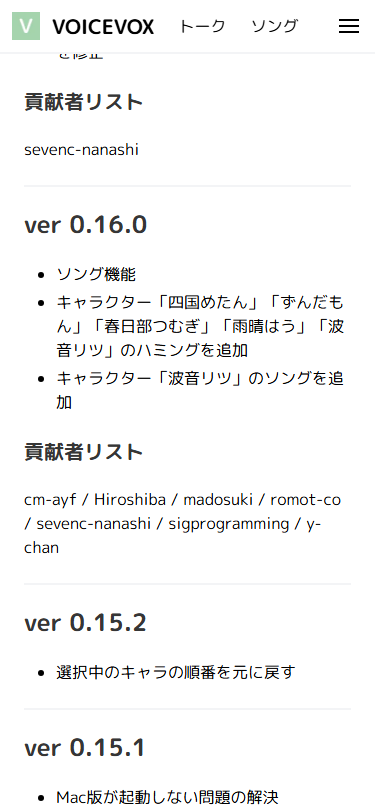 V VOICEVOX トーク ソング
を修正
貢献者リスト
sevenc-nanashi
ver 0.16.0
ソング機能
キャラクター「四国めたん」「ずんだも
ん」「春日部つむぎ」「雨晴はう」「波
音リツ」のハミングを追加
キャラクター「波音リツ」のソングを追
加
貢献者リスト
cm-ayf / Hiroshiba / madosuki / romot-co
/ sevenc-nanashi / sigprogramming / y-
chan
ver 0.15.2
選択中のキャラの順番を元に戻す
ver 0.15.1
Mac版が起動しない問題の解決